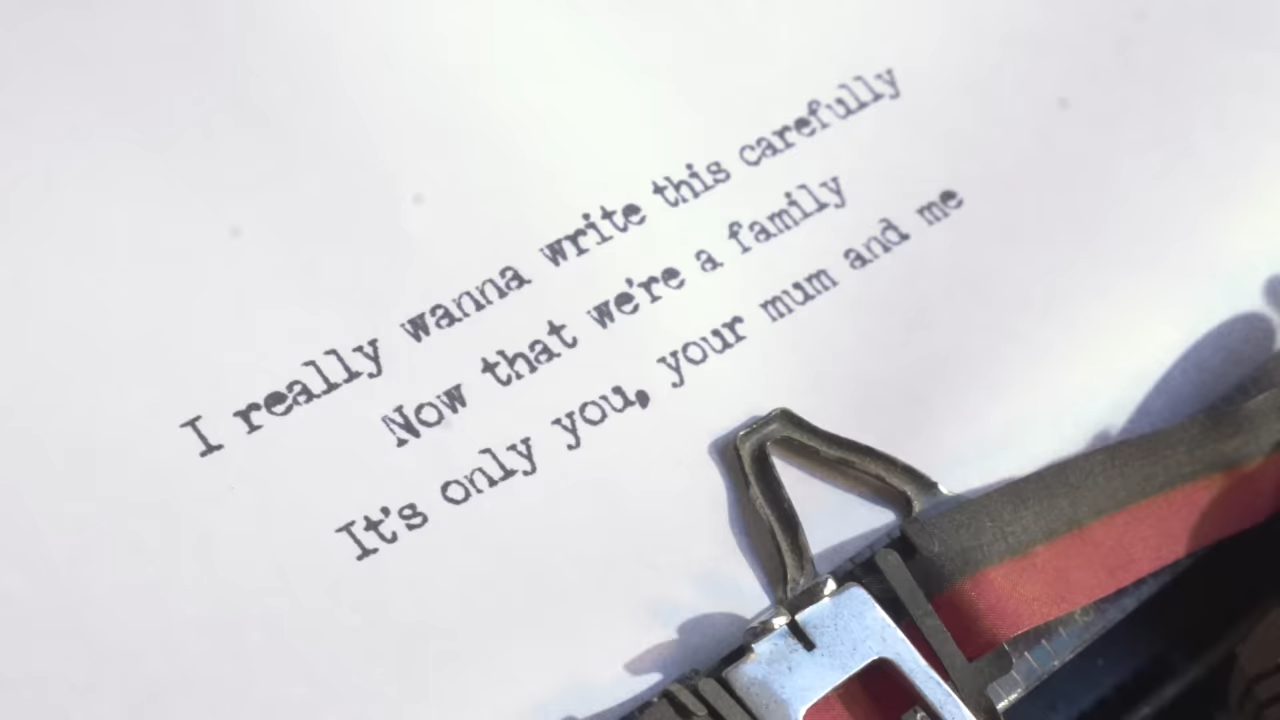 I really wanna write this carefully
Now that we're a family
It's only you, your mum and me